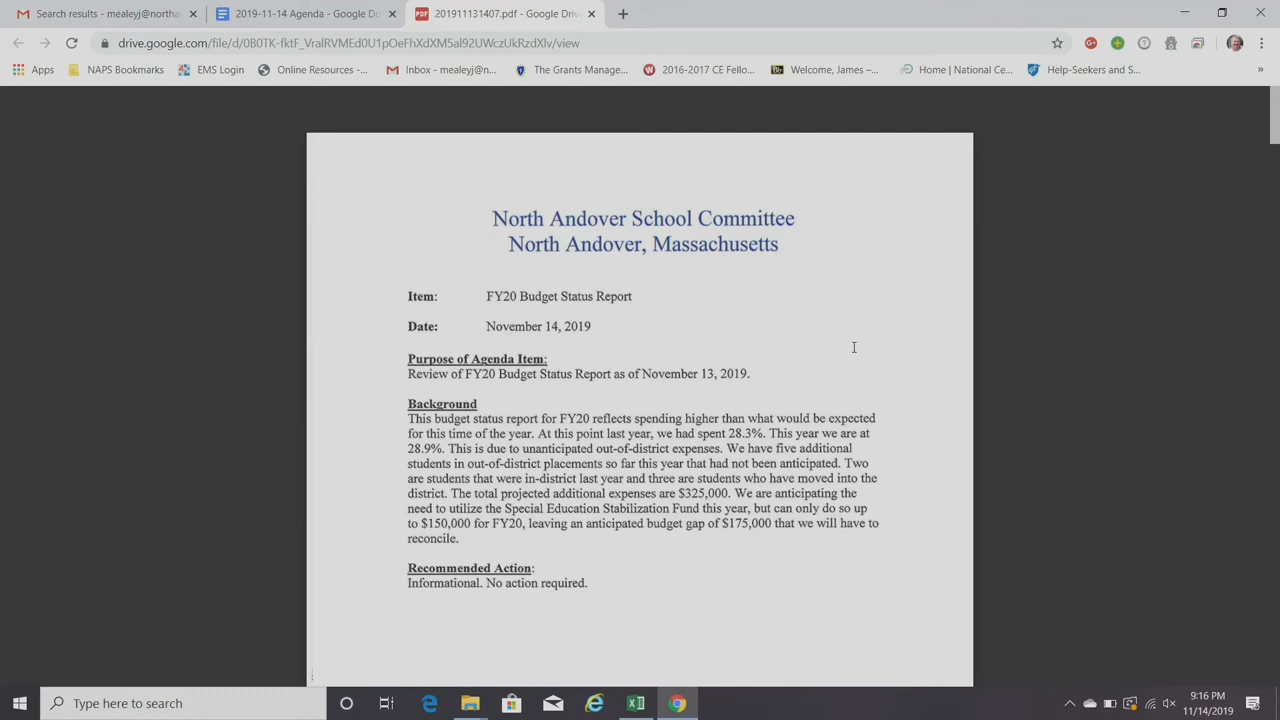 Search results - mealeyj@northa
2019-11-14 Agenda - Google Do
201911131407.pdf - Google Driv
drive.google.com/file/d/0B0TK-fktF_VralRVMEd0U1pOeFhXdXM5al92UWczUkRzdXlv/view
Apps
NAPS Bookmarks
EMS Login
Online Resources -...
Inbox - mealeyj@n...
The Grants Manage...
2016-2017 CE Fello...
Welcome, James –...
Home | National Ce...
Help-Seekers and S...
»
North Andover School Committee
North Andover, Massachusetts
Item: FY20 Budget Status Report
Date: November 14, 2019
Purpose of Agenda Item:
Review of FY20 Budget Status Report as of November 13, 2019.
Background
This budget status report for FY20 reflects spending higher than what would be expected
for this time of the year. At this point last year, we had spent 28.3%. This year we are at
28.9%. This is due to unanticipated out-of-district expenses. We have five additional
students in out-of-district placements so far this year that had not been anticipated. Two
are students that were in-district last year and three are students who have moved into the
district. The total projected additional expenses are $325,000. We are anticipating the
need to utilize the Special Education Stabilization Fund this year, but can only do so up
to $150,000 for FY20, leaving an anticipated budget gap of $175,000 that we will have to
reconcile.
Recommended Action:
Informational. No action required.
Type here to search
9:16 PM
11/14/2019